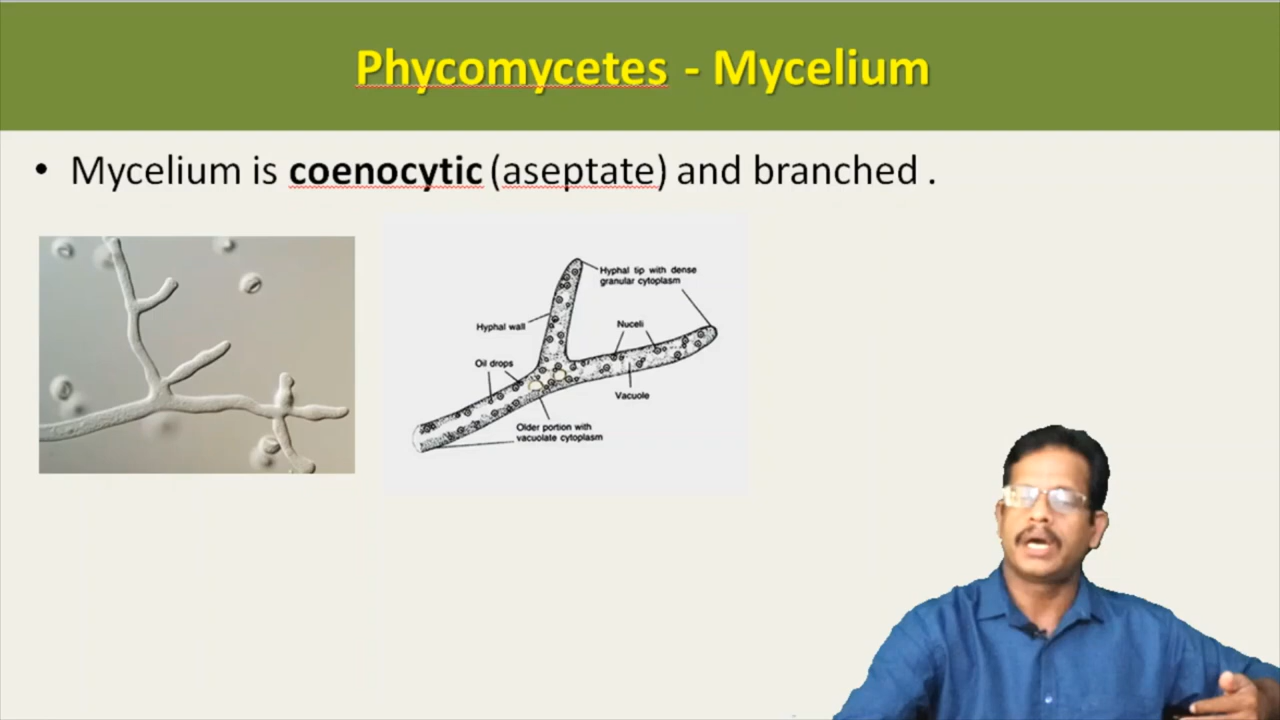 Phycomycetes - Mycelium
• Mycelium is coenocytic (aseptate) and branched .
Hyphal tip with dense
granular cytoplasm
Hyphal wall
Nuceli
Oil drops
Vacuole
Older portion with
vacuolate cytoplasm